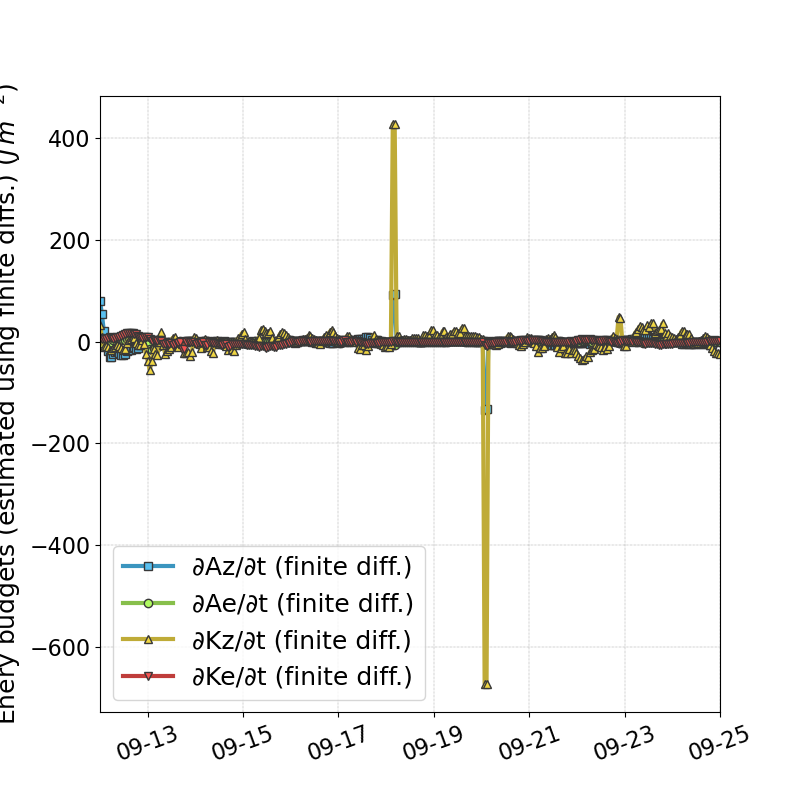 Enery budgets (estimated using finite diffs.) (J m⁻²)
400
200
0
−200
−400
−600
∂Az/∂t (finite diff.)
∂Ae/∂t (finite diff.)
∂Kz/∂t (finite diff.)
∂Ke/∂t (finite diff.)
09-13
09-15
09-17
09-19
09-21
09-23
09-25